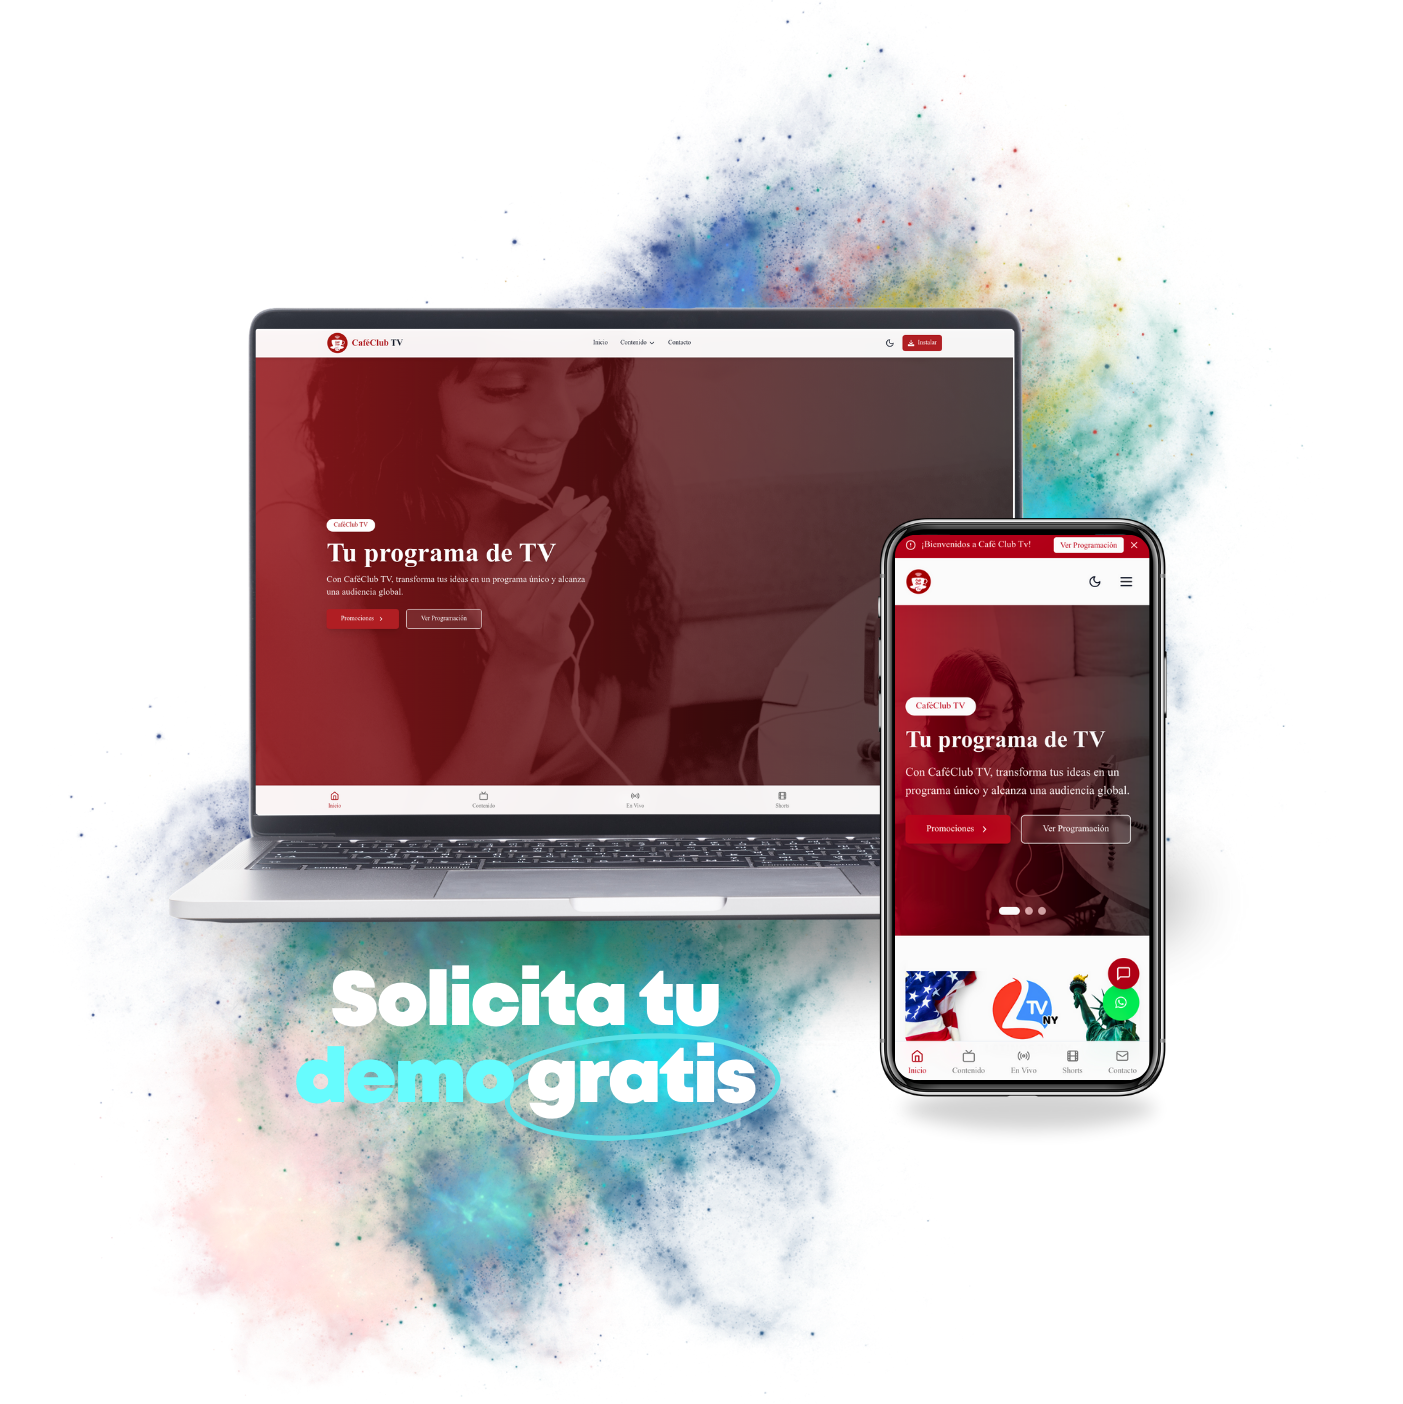 CaféClub TV
Inicio
Contenido
Contacto
Instalar
CaféClub TV
Tu programa de TV
Con CaféClub TV, transforma tus ideas en un programa único y alcanza
una audiencia global.
Promociones
Ver Programación
Inicio
Contenido
En Vivo
Shorts
¡Bienvenidos a Café Club Tv!
Ver Programación
CaféClub TV
Tu programa de TV
Con CaféClub TV, transforma tus ideas en un
programa único y alcanza una audiencia global.
Promociones
Ver Programación
TV
NY
Inicio
Contenido
En Vivo
Shorts
Contacto
Solicita tu
demo gratis